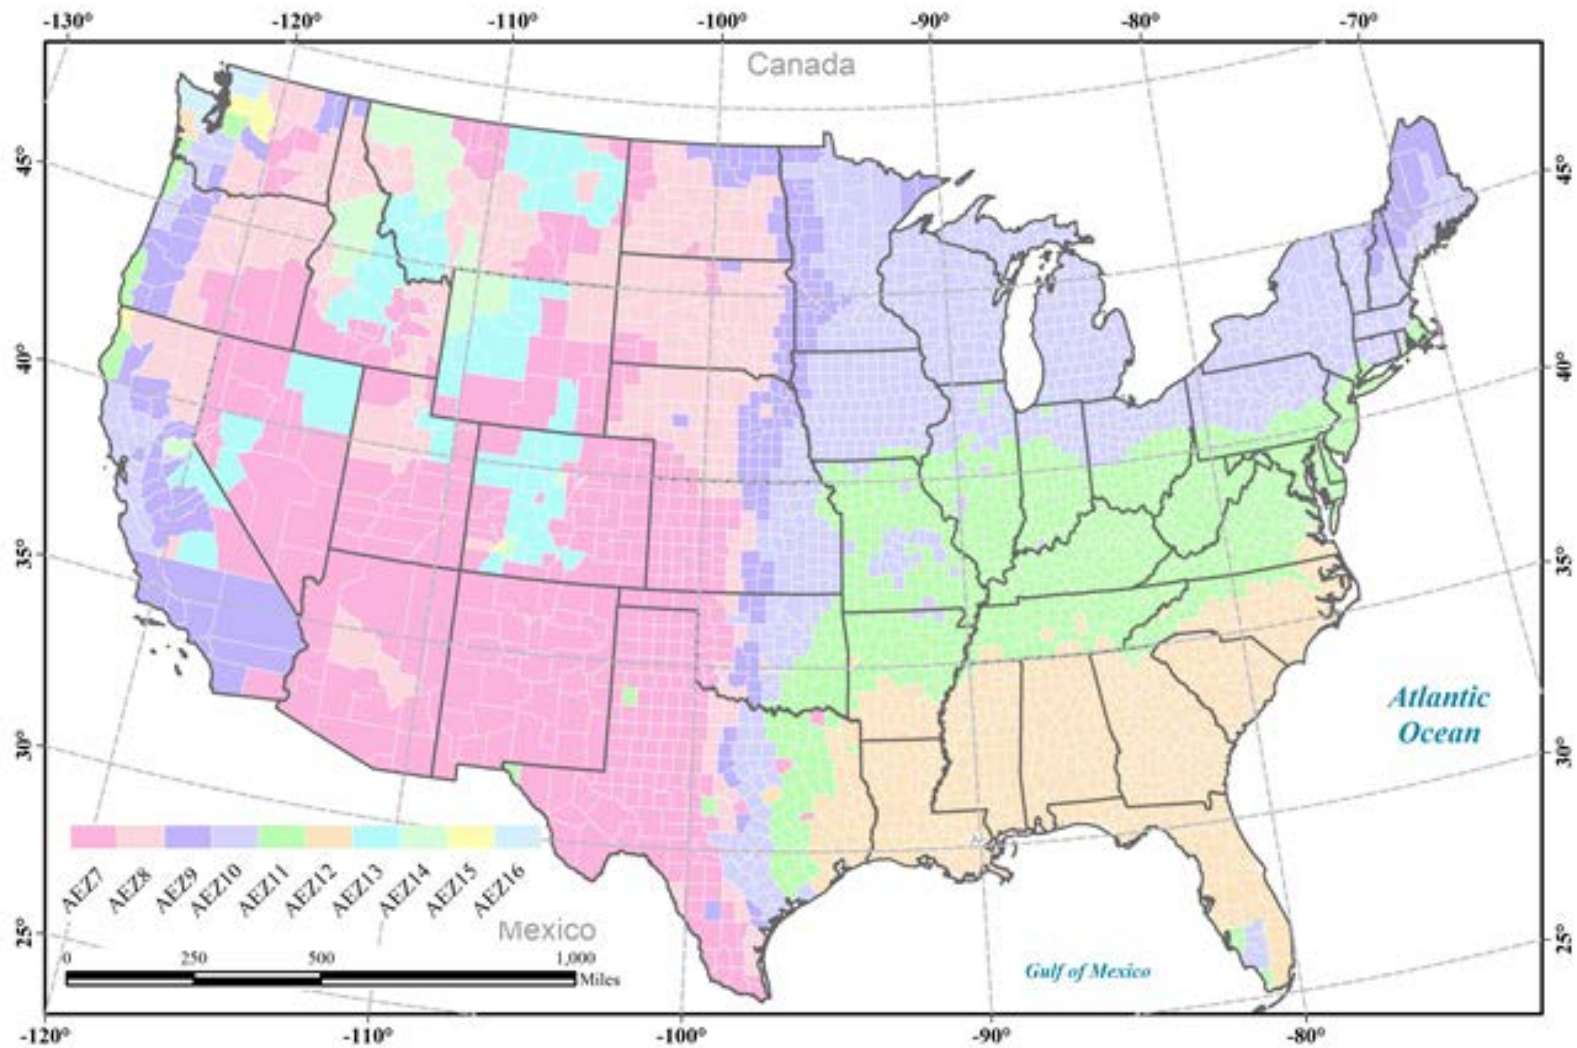 -130° -120° -110° -100° -90° -80° -70°
Canada
45° 45°
40° 40°
35° 35°
Atlantic
Ocean
30° 30°
AEZ7 AEZ8 AEZ9 AEZ10 AEZ11 AEZ12 AEZ13 AEZ14 AEZ15 AEZ16
Mexico
25° 25°
0 250 500 1,000
Miles
Gulf of Mexico
-120° -110° -100° -90° -80°